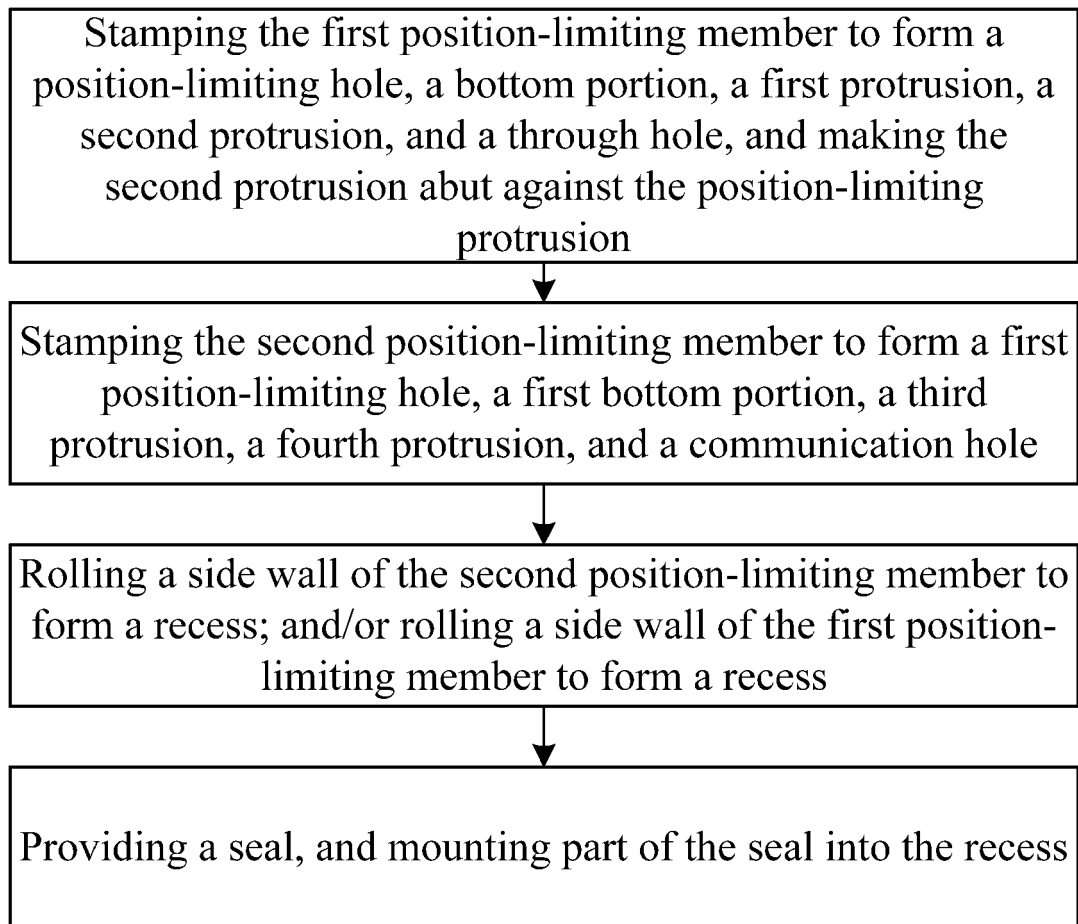 Stamping the first position-limiting member to form a
position-limiting hole, a bottom portion, a first protrusion, a
second protrusion, and a through hole, and making the
second protrusion abut against the position-limiting
protrusion
Stamping the second position-limiting member to form a first
position-limiting hole, a first bottom portion, a third
protrusion, a fourth protrusion, and a communication hole
Rolling a side wall of the second position-limiting member to
form a recess; and/or rolling a side wall of the first position-
limiting member to form a recess
Providing a seal, and mounting part of the seal into the recess